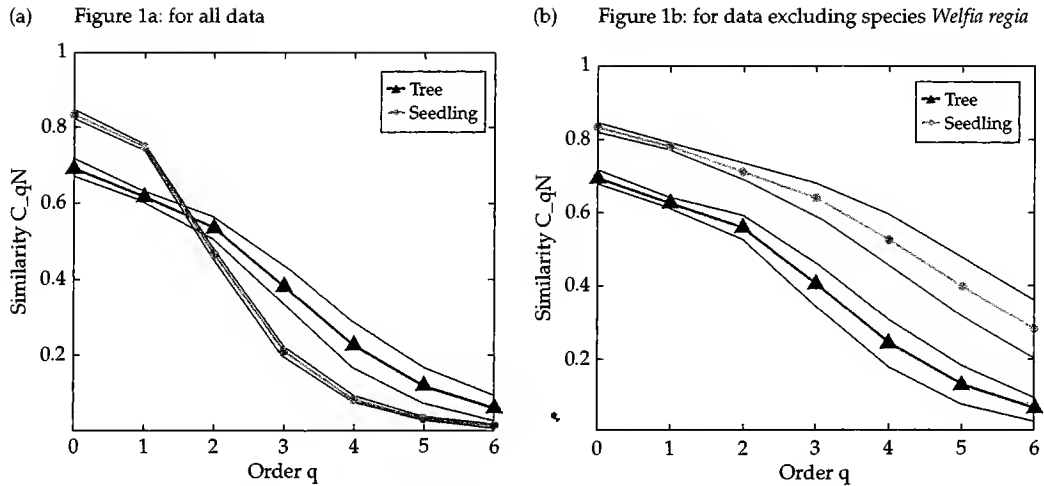 (a) Figure 1a: for all data
1
0.8
0.6
0.4
0.2
0 1 2 3 4 5 6
Similarity C_qN
Order q
Tree
Seedling
(b) Figure 1b: for data excluding species Welfia regia
1
0.8
0.6
0.4
0.2
0 1 2 3 4 5 6
Similarity C_qN
Order q
Tree
Seedling